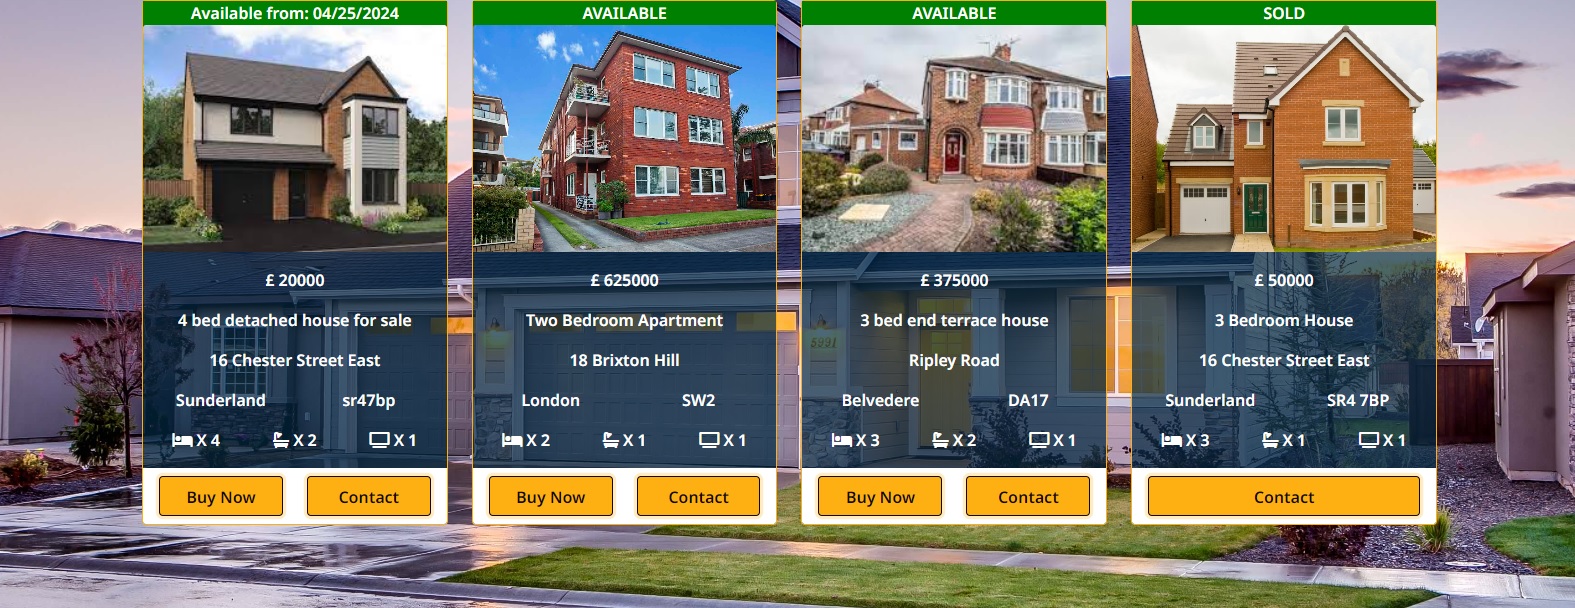 Available from: 04/25/2024
£ 20000
4 bed detached house for sale
16 Chester Street East
Sunderland sr47bp
X 4 X 2 X 1
Buy Now Contact
AVAILABLE
£ 625000
Two Bedroom Apartment
18 Brixton Hill
London SW2
X 2 X 1 X 1
Buy Now Contact
AVAILABLE
£ 375000
3 bed end terrace house
Ripley Road
Belvedere DA17
X 3 X 2 X 1
Buy Now Contact
SOLD
£ 50000
3 Bedroom House
16 Chester Street East
Sunderland SR4 7BP
X 3 X 1 X 1
Contact
5991